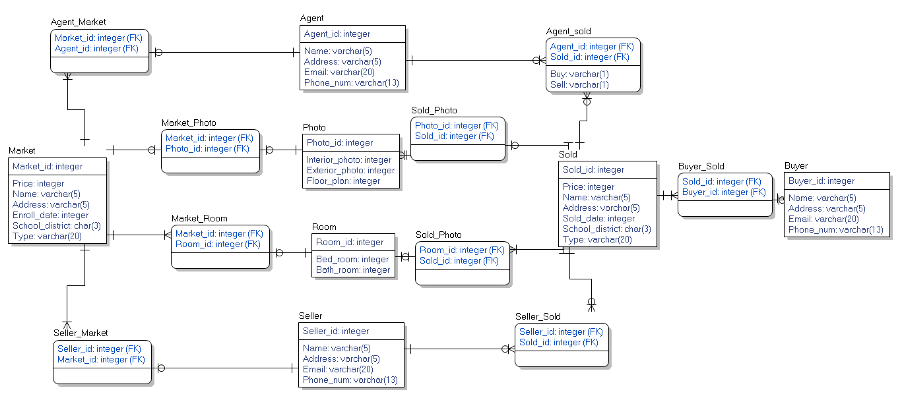 Agent_Market
Market_id: integer (FK)
Agent_id: integer (FK)
Agent
Agent_id: integer
Name: varchar(5)
Address: varchar(5)
Email: varchar(20)
Phone_num: varchar(13)
Agent_sold
Agent_id: integer (FK)
Sold_id: integer (FK)
Buy: varchar(1)
Sell: varchar(1)
Market_Photo
Market_id: integer (FK)
Photo_id: integer (FK)
Photo
Photo_id: integer
Interior_photo: integer
Exterior_photo: integer
Floor_plan: integer
Sold_Photo
Photo_id: integer (FK)
Sold_id: integer (FK)
Market
Market_id: integer
Price: integer
Name: varchar(5)
Address: varchar(5)
Enroll_date: integer
School_district: char(3)
Type: varchar(20)
Sold
Sold_id: integer
Price: integer
Name: varchar(5)
Address: varchar(5)
Sold_date: integer
School_district: char(3)
Type: varchar(20)
Buyer_Sold
Sold_id: integer (FK)
Buyer_id: integer (FK)
Buyer
Buyer_id: integer
Name: varchar(5)
Address: varchar(5)
Email: varchar(20)
Phone_num: varchar(13)
Market_Room
Market_id: integer (FK)
Room_id: integer (FK)
Room
Room_id: integer
Bed_room: integer
Bath_room: integer
Sold_Photo
Room_id: integer (FK)
Sold_id: integer (FK)
Seller_Market
Seller_id: integer (FK)
Market_id: integer (FK)
Seller
Seller_id: integer
Name: varchar(5)
Address: varchar(5)
Email: varchar(20)
Phone_num: varchar(13)
Seller_Sold
Seller_id: integer (FK)
Sold_id: integer (FK)